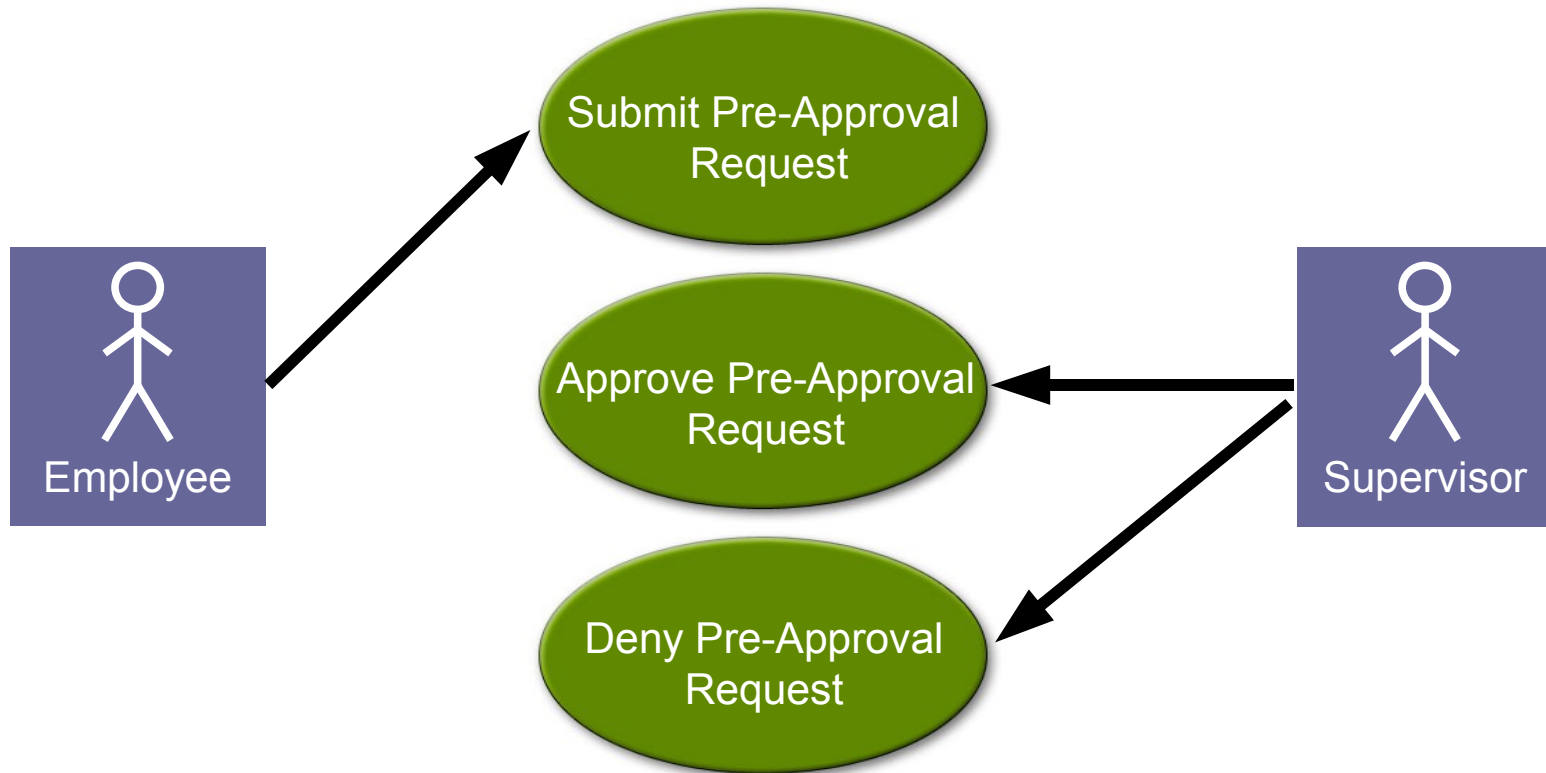 Submit Pre-Approval
Request
Employee
Approve Pre-Approval
Request
Supervisor
Deny Pre-Approval
Request